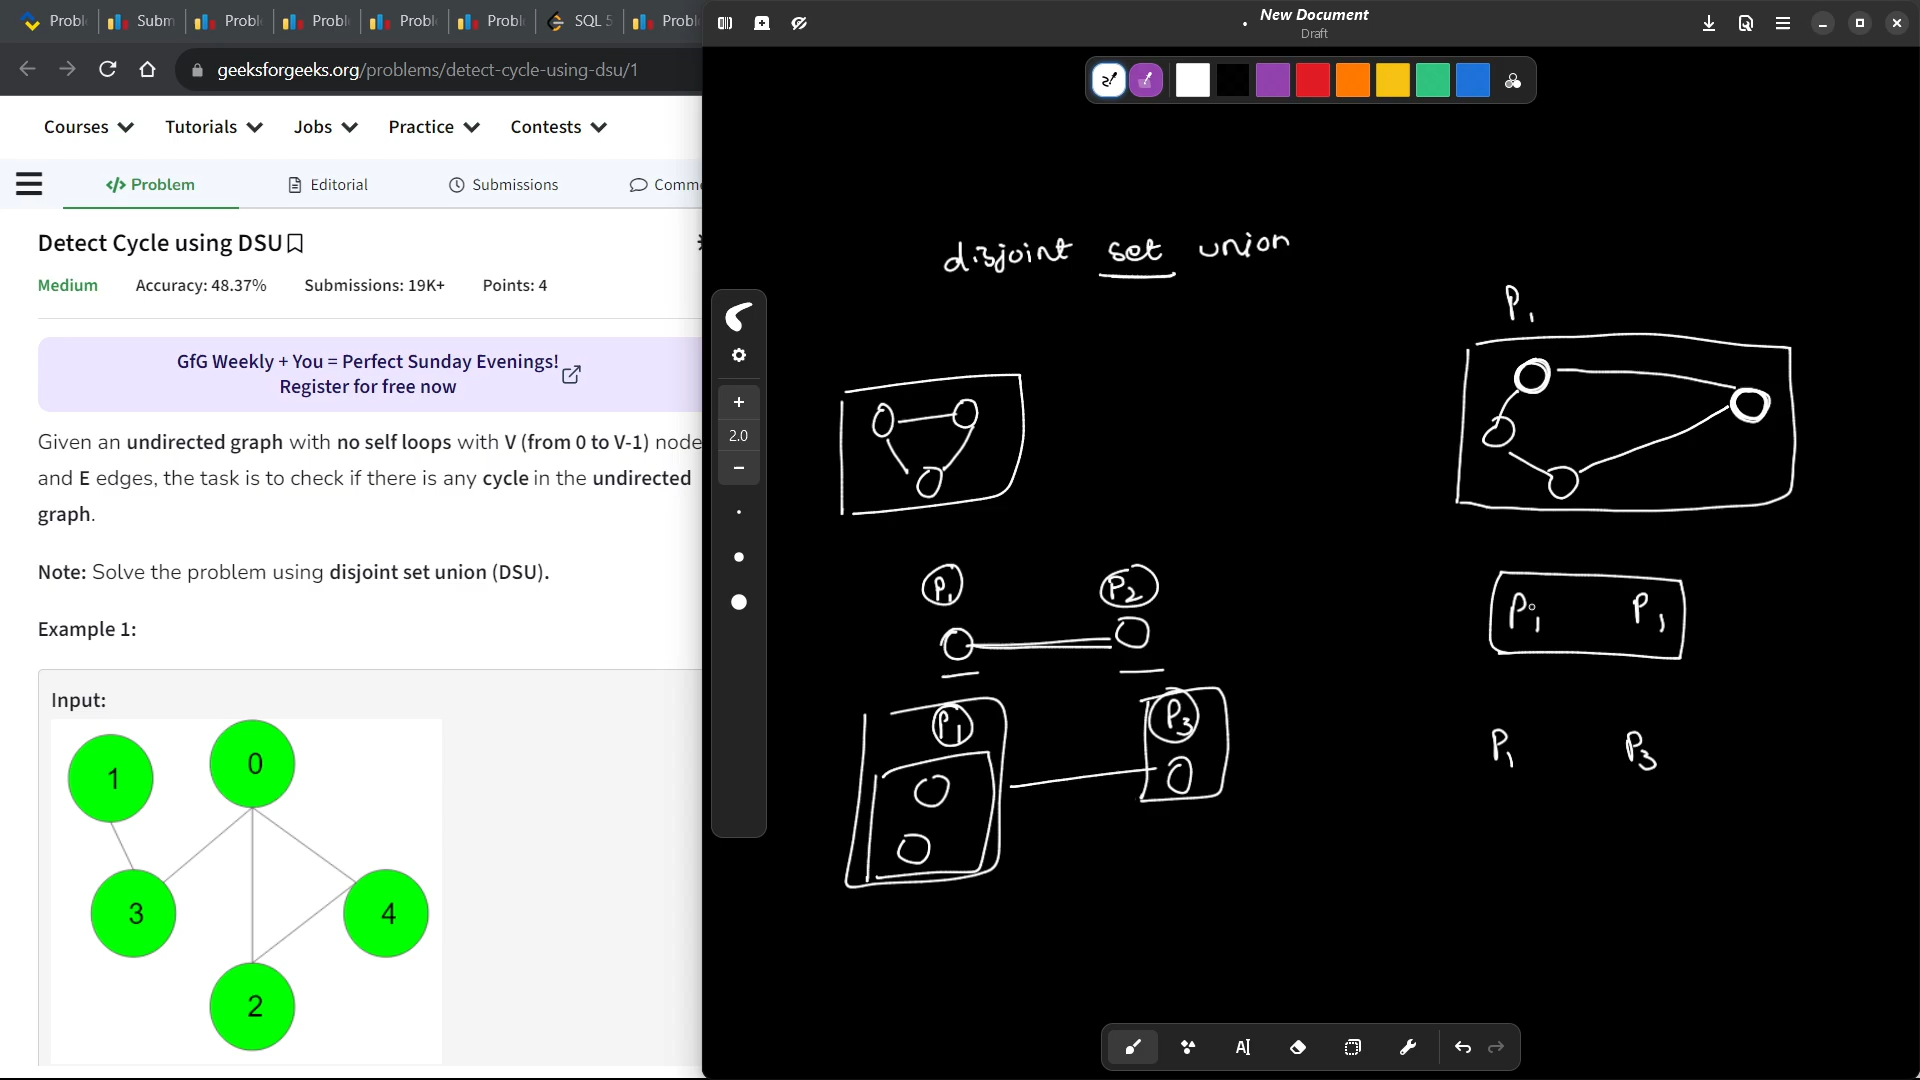 Probl
Subm
Probl
Probl
Probl
Probl
SQL 5
Probl
geeksforgeeks.org/problems/detect-cycle-using-dsu/1
Courses Tutorials Jobs Practice Contests
</> Problem Editorial Submissions Comme
Detect Cycle using DSU
Medium Accuracy: 48.37% Submissions: 19K+ Points: 4
GfG Weekly + You = Perfect Sunday Evenings!
Register for free now
Given an undirected graph with no self loops with V (from 0 to V-1) node
and E edges, the task is to check if there is any cycle in the undirected
graph.
Note: Solve the problem using disjoint set union (DSU).
Example 1:
Input:
1 0
3 4
2
New Document
Draft
2.0
disjoint set union
P1
P1 P2
P1 P1
P1 P3
P1 P3